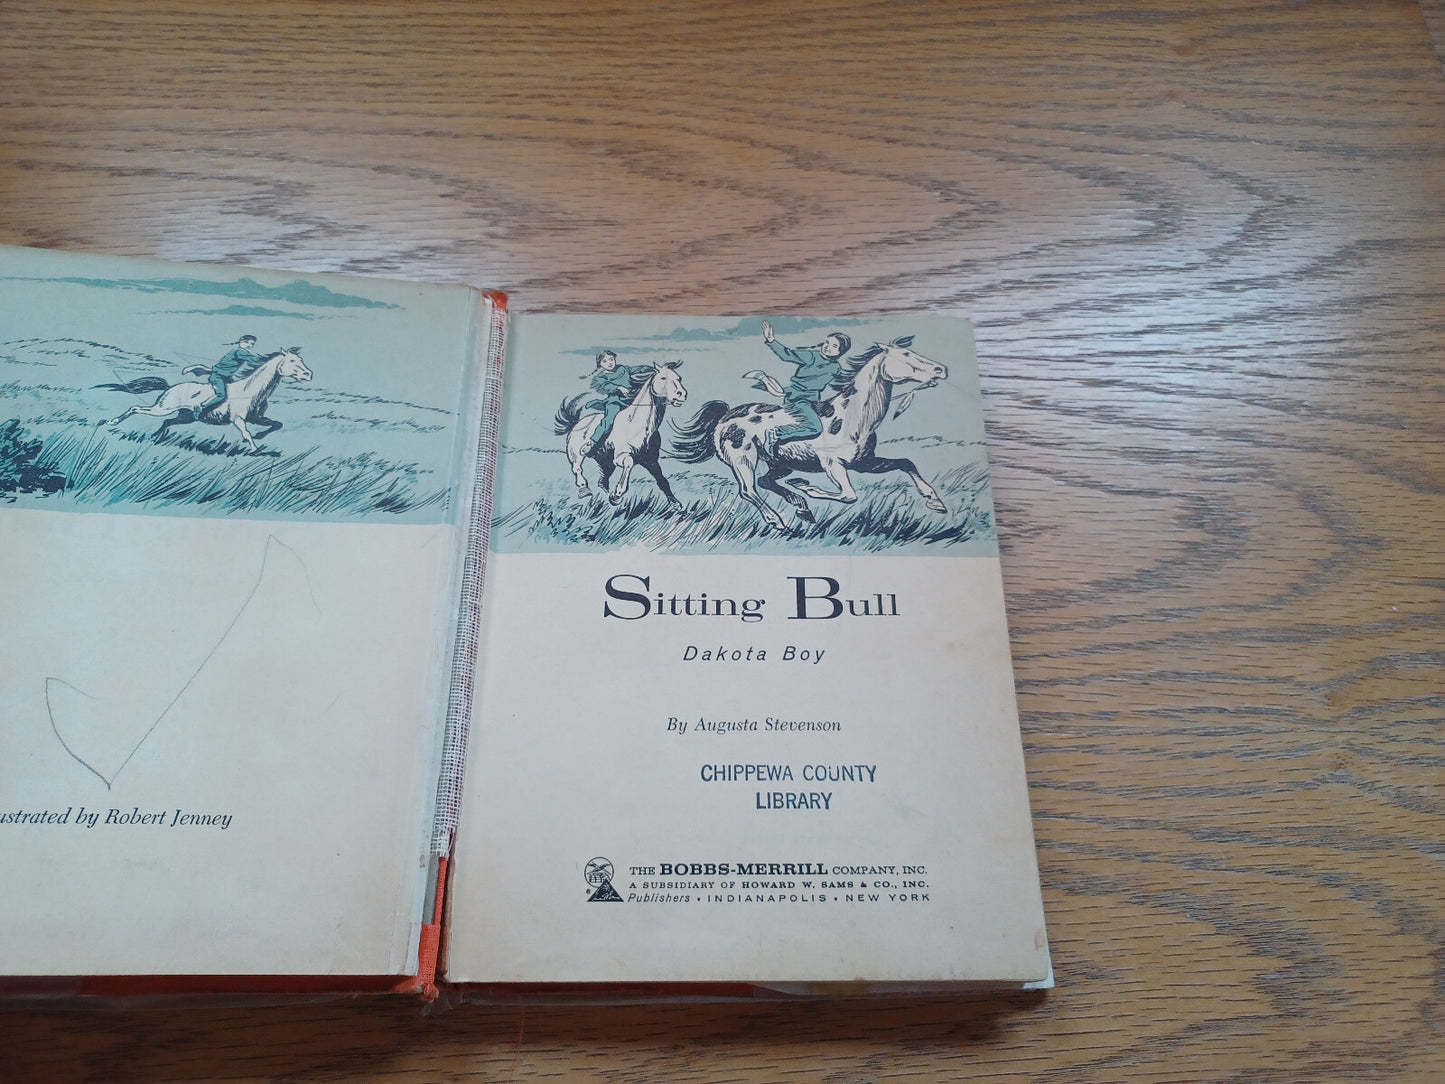 ustrated by Robert Jenney
Sitting Bull
Dakota Boy
By Augusta Stevenson
CHIPPEWA COUNTY
LIBRARY
THE BOBBS-MERRILL COMPANY, INC.
A SUBSIDIARY OF HOWARD W. SAMS & CO., INC.
Publishers • INDIANAPOLIS • NEW YORK